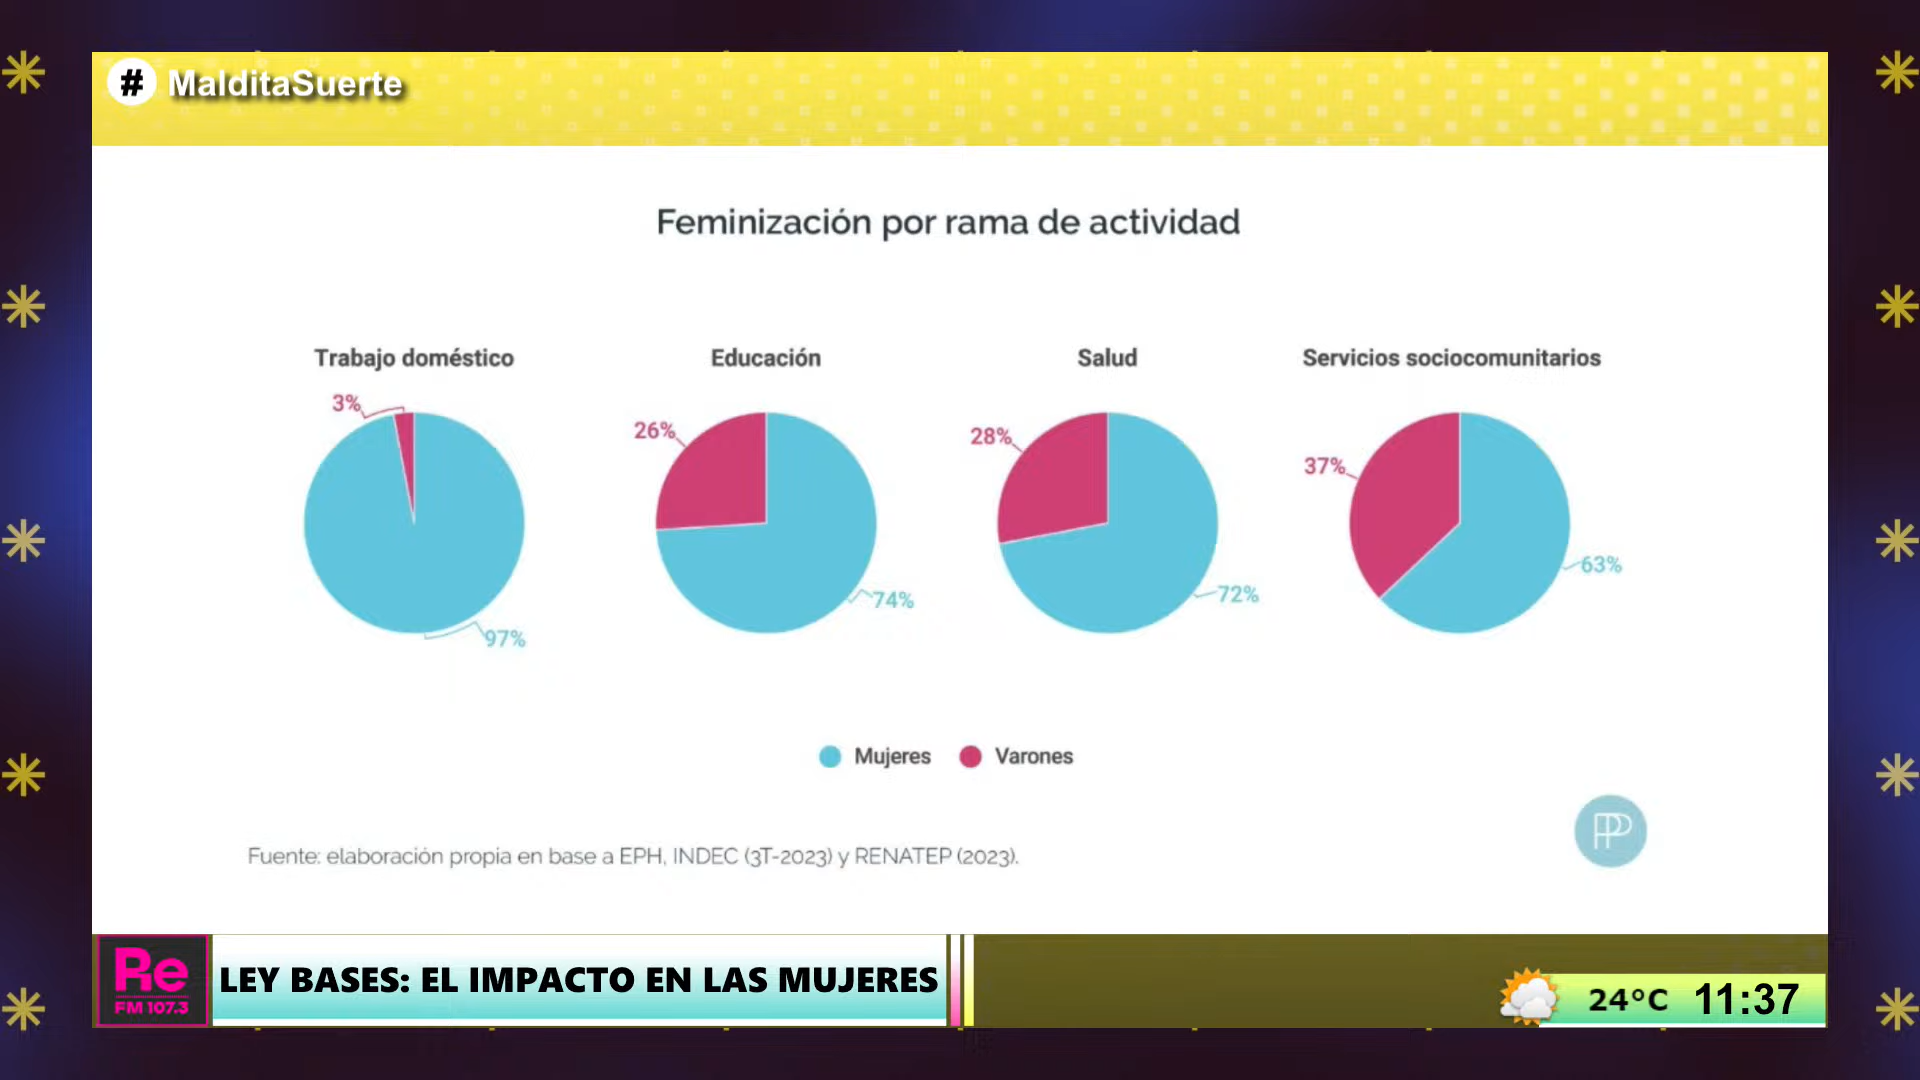 # MalditaSuerte
Feminización por rama de actividad
Trabajo doméstico
3%
97%
Educación
26%
74%
Salud
28%
72%
Servicios sociocomunitarios
37%
63%
Mujeres Varones
PP
Fuente: elaboración propia en base a EPH, INDEC (3T-2023) y RENATEP (2023).
Re
FM 107.3
LEY BASES: EL IMPACTO EN LAS MUJERES
24°C 11:37